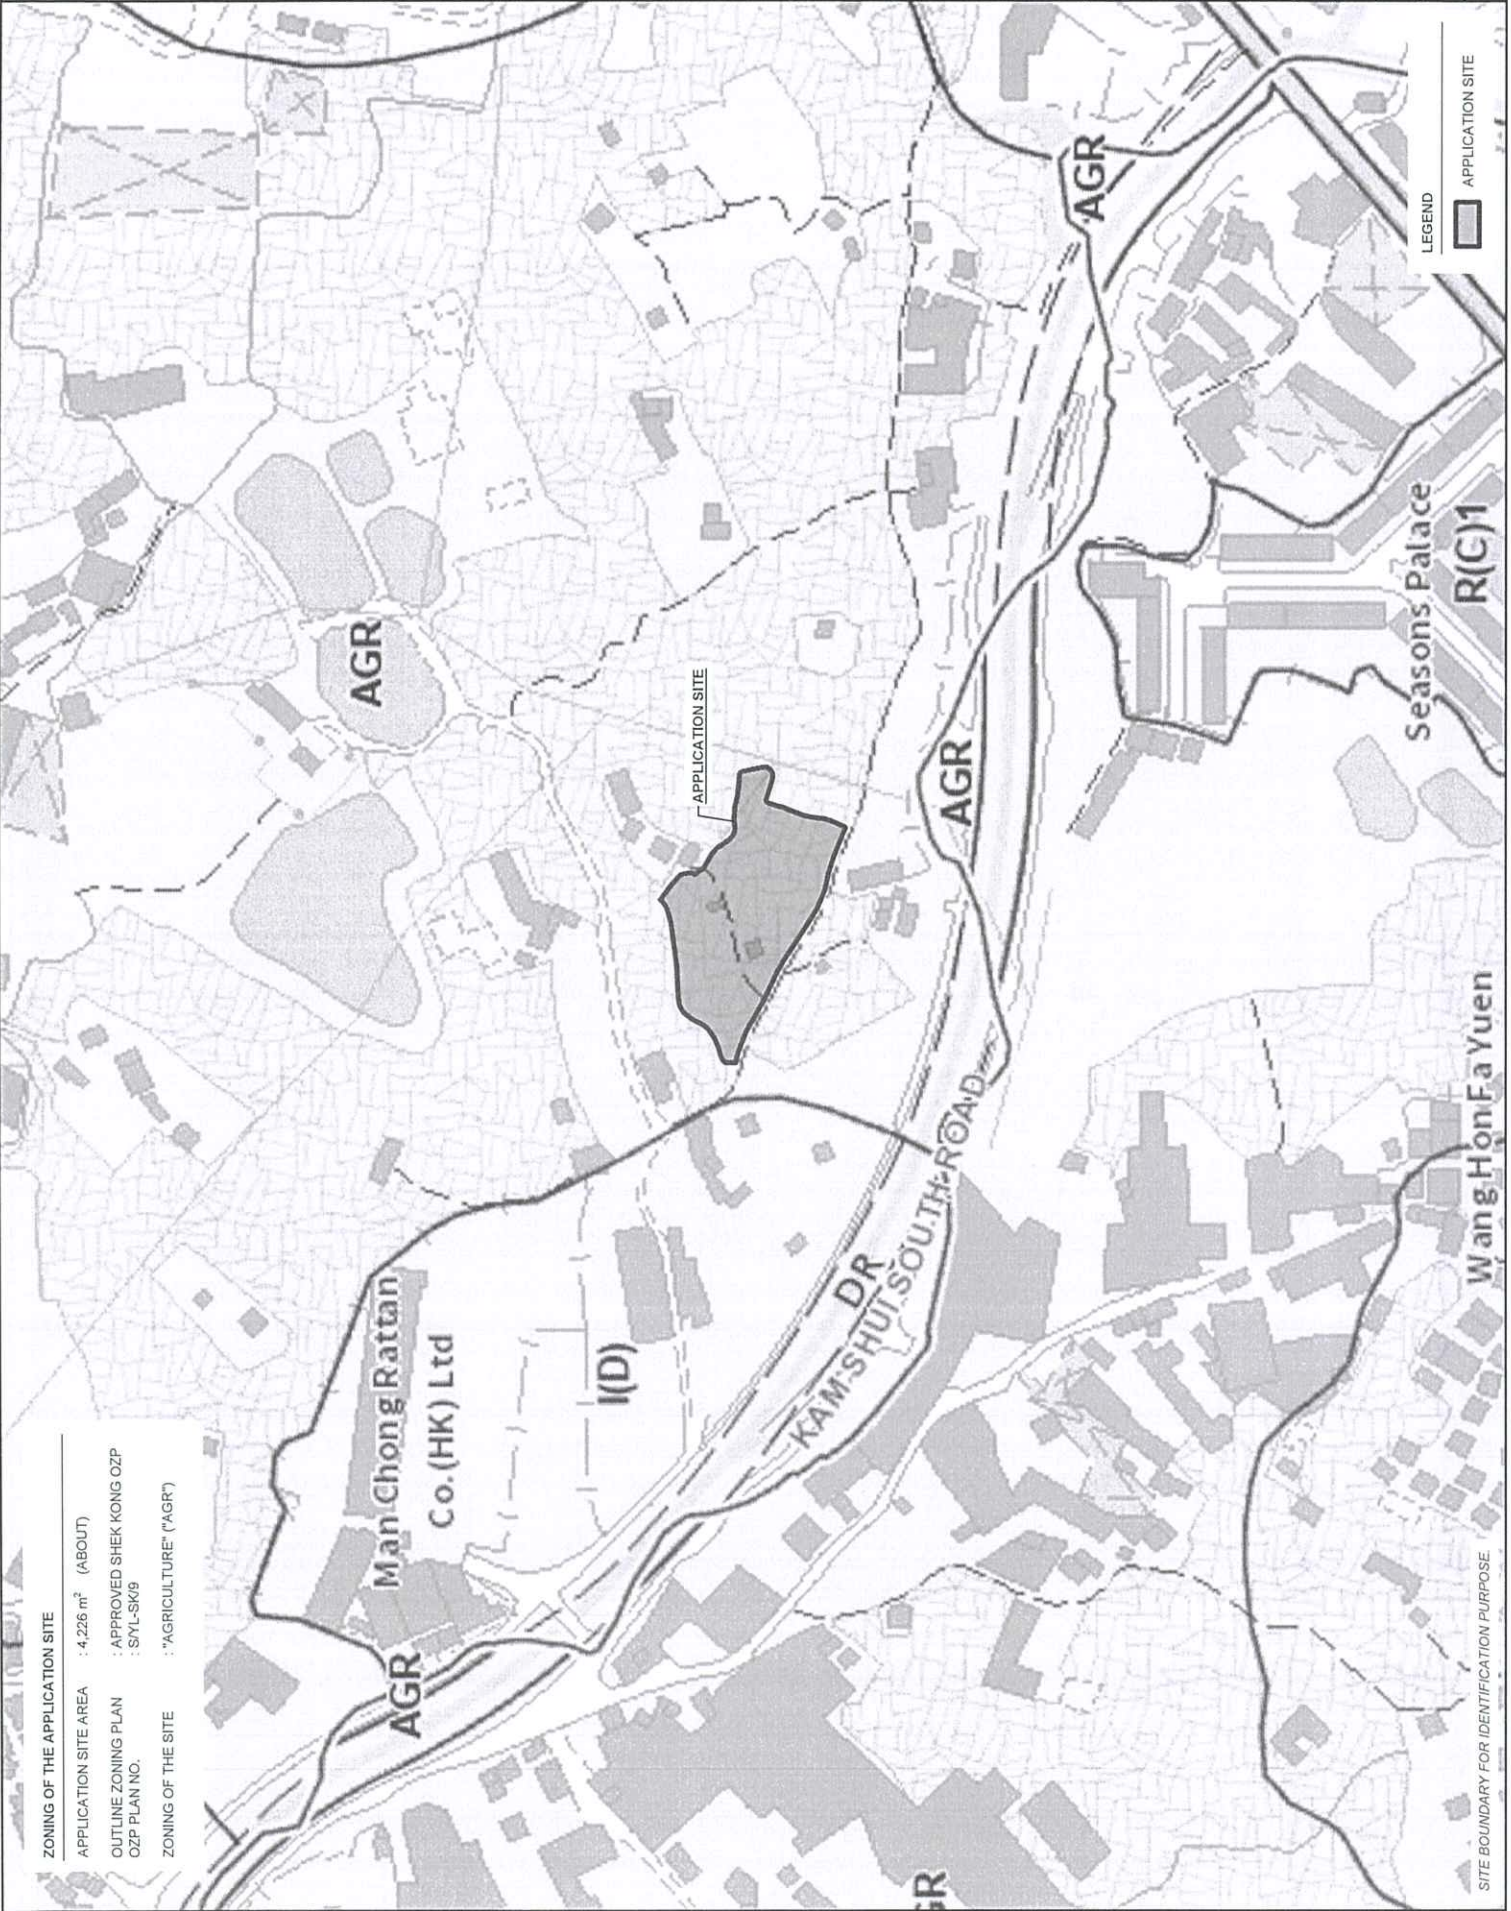 ZONING OF THE APPLICATION SITE
APPLICATION SITE AREA : 4,226 m² (ABOUT)
OUTLINE ZONING PLAN : APPROVED SHEK KONG OZP
OZP PLAN NO. : S/YL-SK/9
ZONING OF THE SITE : "AGRICULTURE" ("AGR")
AGR
Man Chong Rattan
Co. (HK) Ltd
I(D)
DR
KAM SHUI SOUTH ROAD
APPLICATION SITE
AGR
AGR
AGR
Seasons Palace
R(C)1
Wang Hon Fa Yuen
LEGEND
APPLICATION SITE
SITE BOUNDARY FOR IDENTIFICATION PURPOSE.